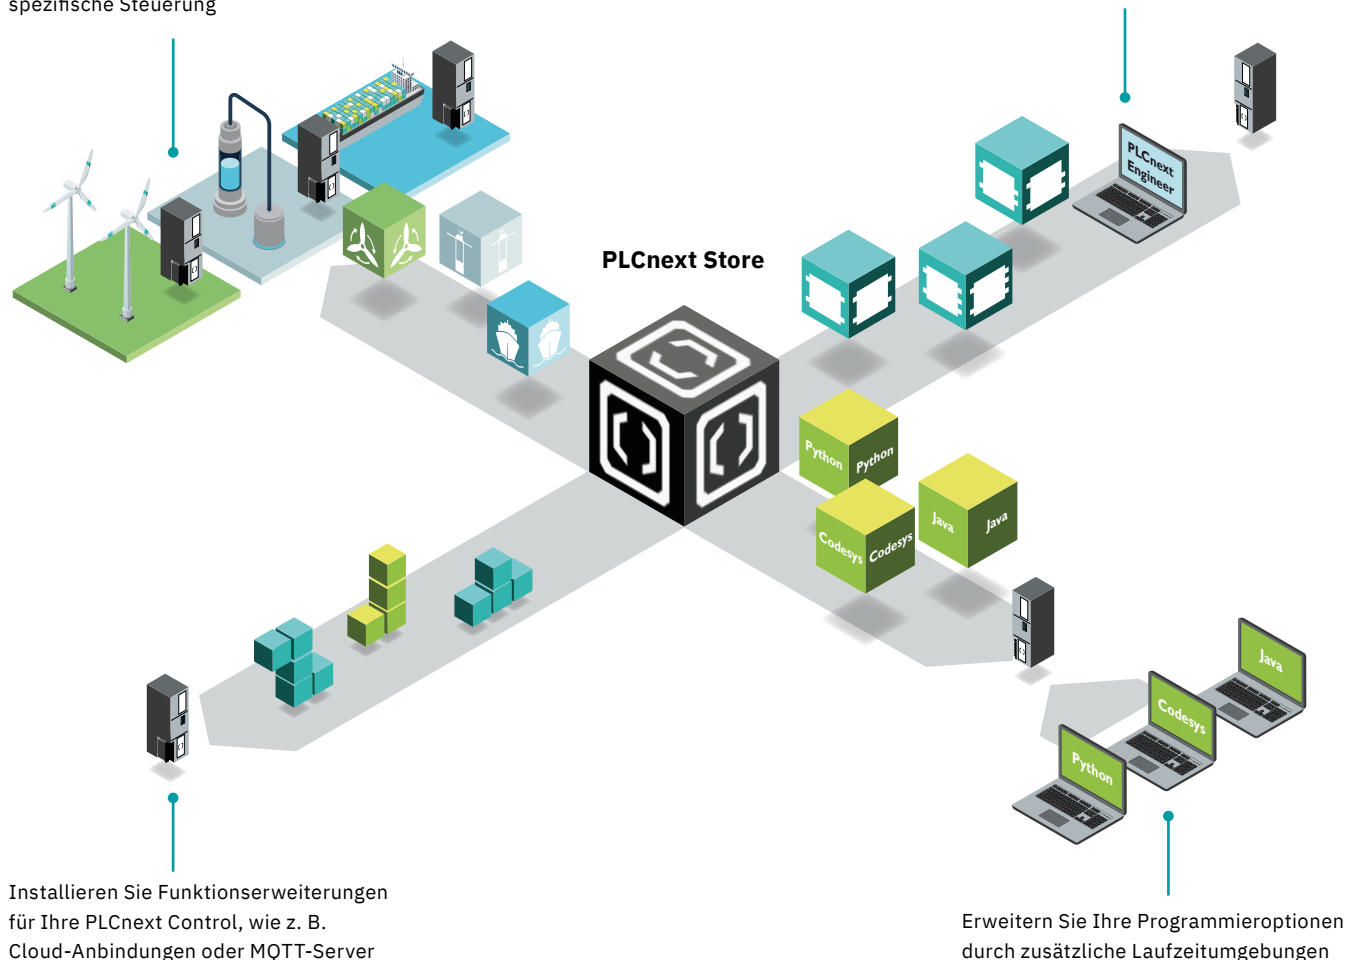 spezifische Steuerung
PLCnext
Engineer
PLCnext Store
Python
Python
Java
Java
Codesys
Codesys
Java
Codesys
Python
Installieren Sie Funktionserweiterungen
für Ihre PLCnext Control, wie z. B.
Cloud-Anbindungen oder MQTT-Server
Erweitern Sie Ihre Programmieroptionen
durch zusätzliche Laufzeitumgebungen